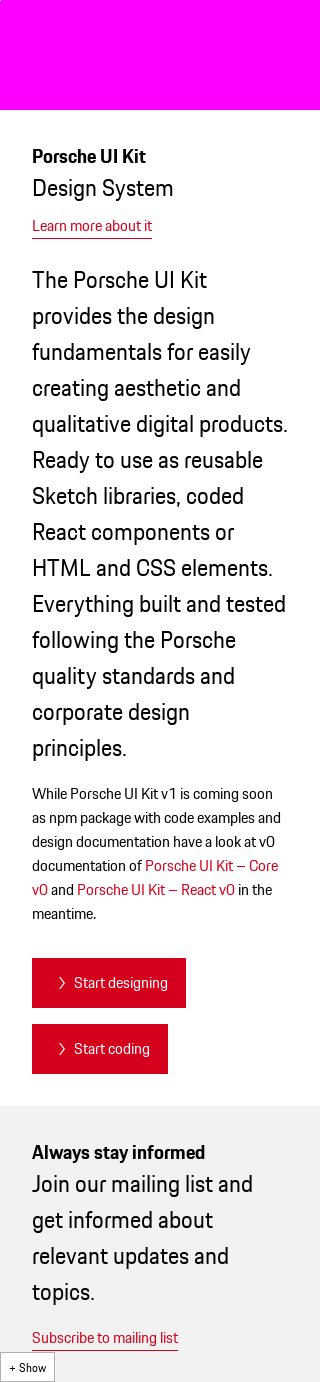 Porsche UI Kit
Design System
Learn more about it
The Porsche UI Kit
provides the design
fundamentals for easily
creating aesthetic and
qualitative digital products.
Ready to use as reusable
Sketch libraries, coded
React components or
HTML and CSS elements.
Everything built and tested
following the Porsche
quality standards and
corporate design
principles.
While Porsche UI Kit v1 is coming soon
as npm package with code examples and
design documentation have a look at v0
documentation of Porsche UI Kit – Core
v0 and Porsche UI Kit – React v0 in the
meantime.
Start designing
Start coding
Always stay informed
Join our mailing list and
get informed about
relevant updates and
topics.
Subscribe to mailing list
+ Show